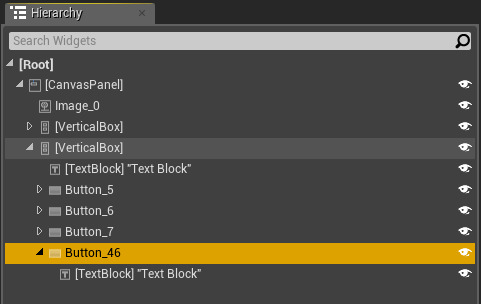 Hierarchy
Search Widgets
[Root]
[CanvasPanel]
Image_0
[VerticalBox]
[VerticalBox]
[TextBlock] "Text Block"
Button_5
Button_6
Button_7
Button_46
[TextBlock] "Text Block"